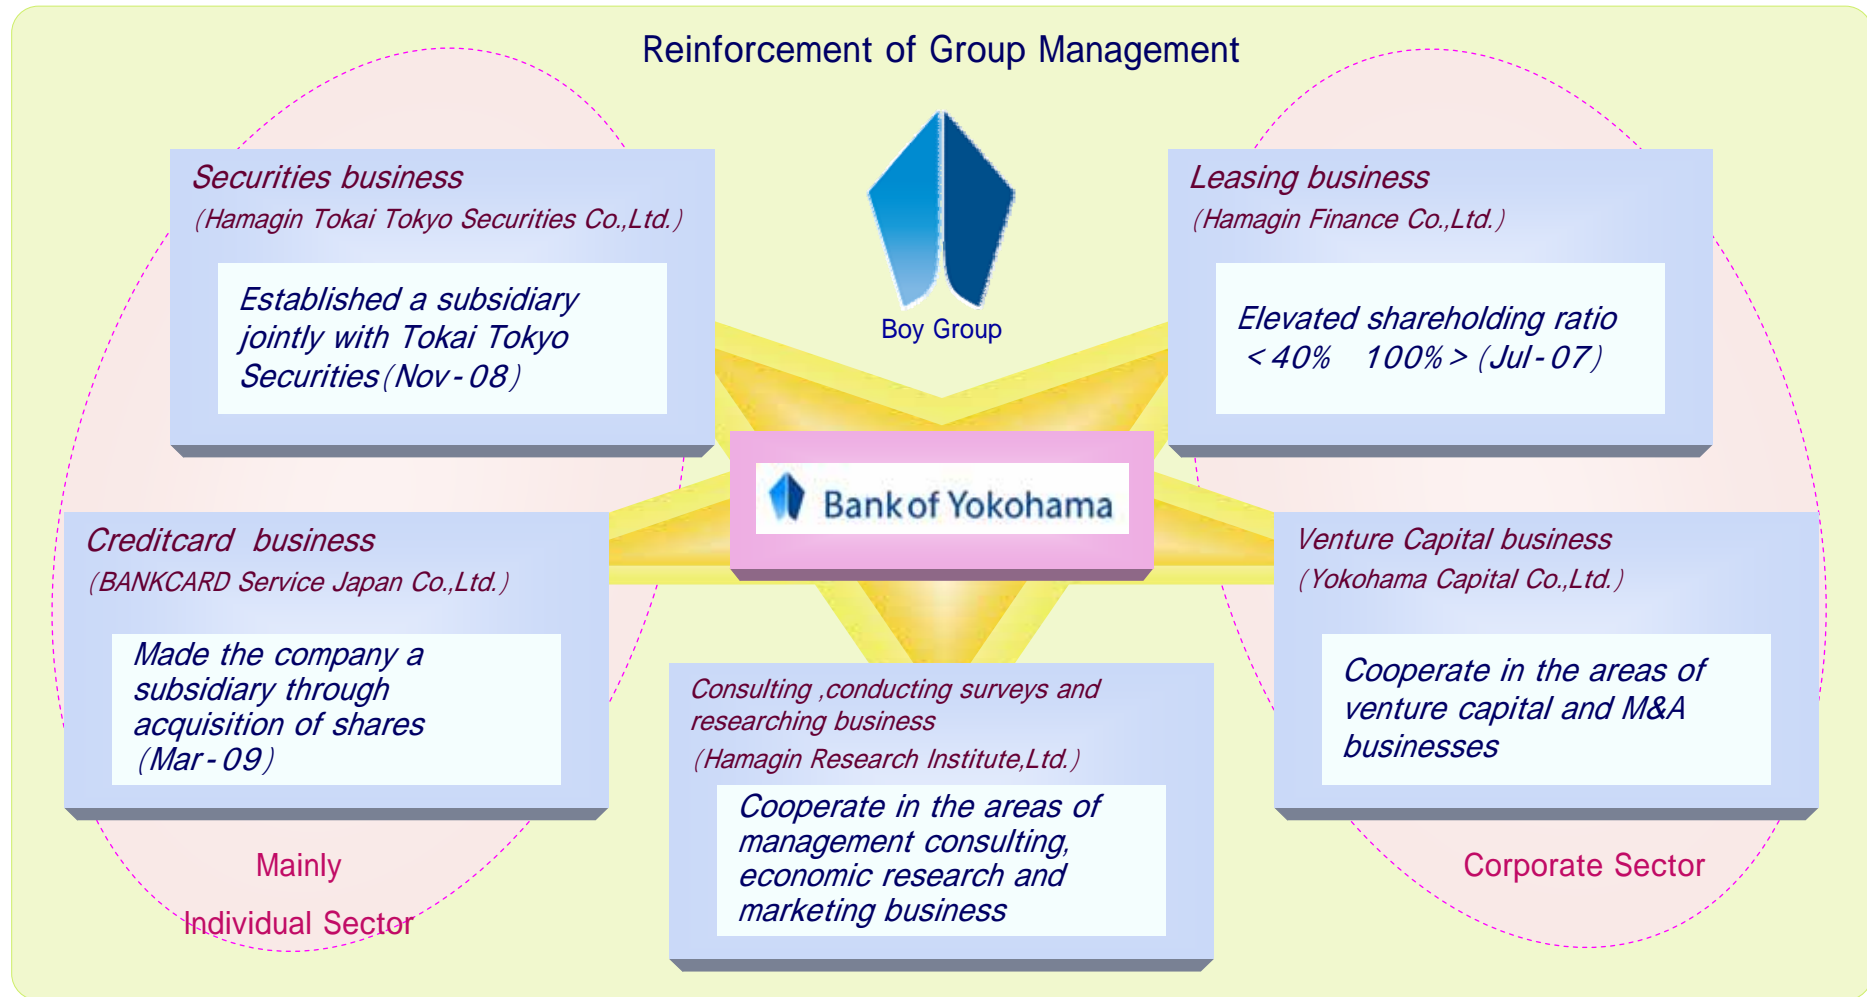 Reinforcement of Group Management
Boy Group
Securities business
(Hamagin Tokai Tokyo Securities Co.,Ltd.)
Established a subsidiary
jointly with Tokai Tokyo
Securities(Nov-08)
Leasing business
(Hamagin Finance Co.,Ltd.)
Elevated shareholding ratio
<40% 100%> (Jul-07)
Bank of Yokohama
Creditcard business
(BANKCARD Service Japan Co.,Ltd.)
Made the company a
subsidiary through
acquisition of shares
(Mar-09)
Venture Capital business
(Yokohama Capital Co.,Ltd.)
Cooperate in the areas of
venture capital and M&A
businesses
Consulting ,conducting surveys and
researching business
(Hamagin Research Institute,Ltd.)
Cooperate in the areas of
management consulting,
economic research and
marketing business
Mainly
Individual Sector
Corporate Sector